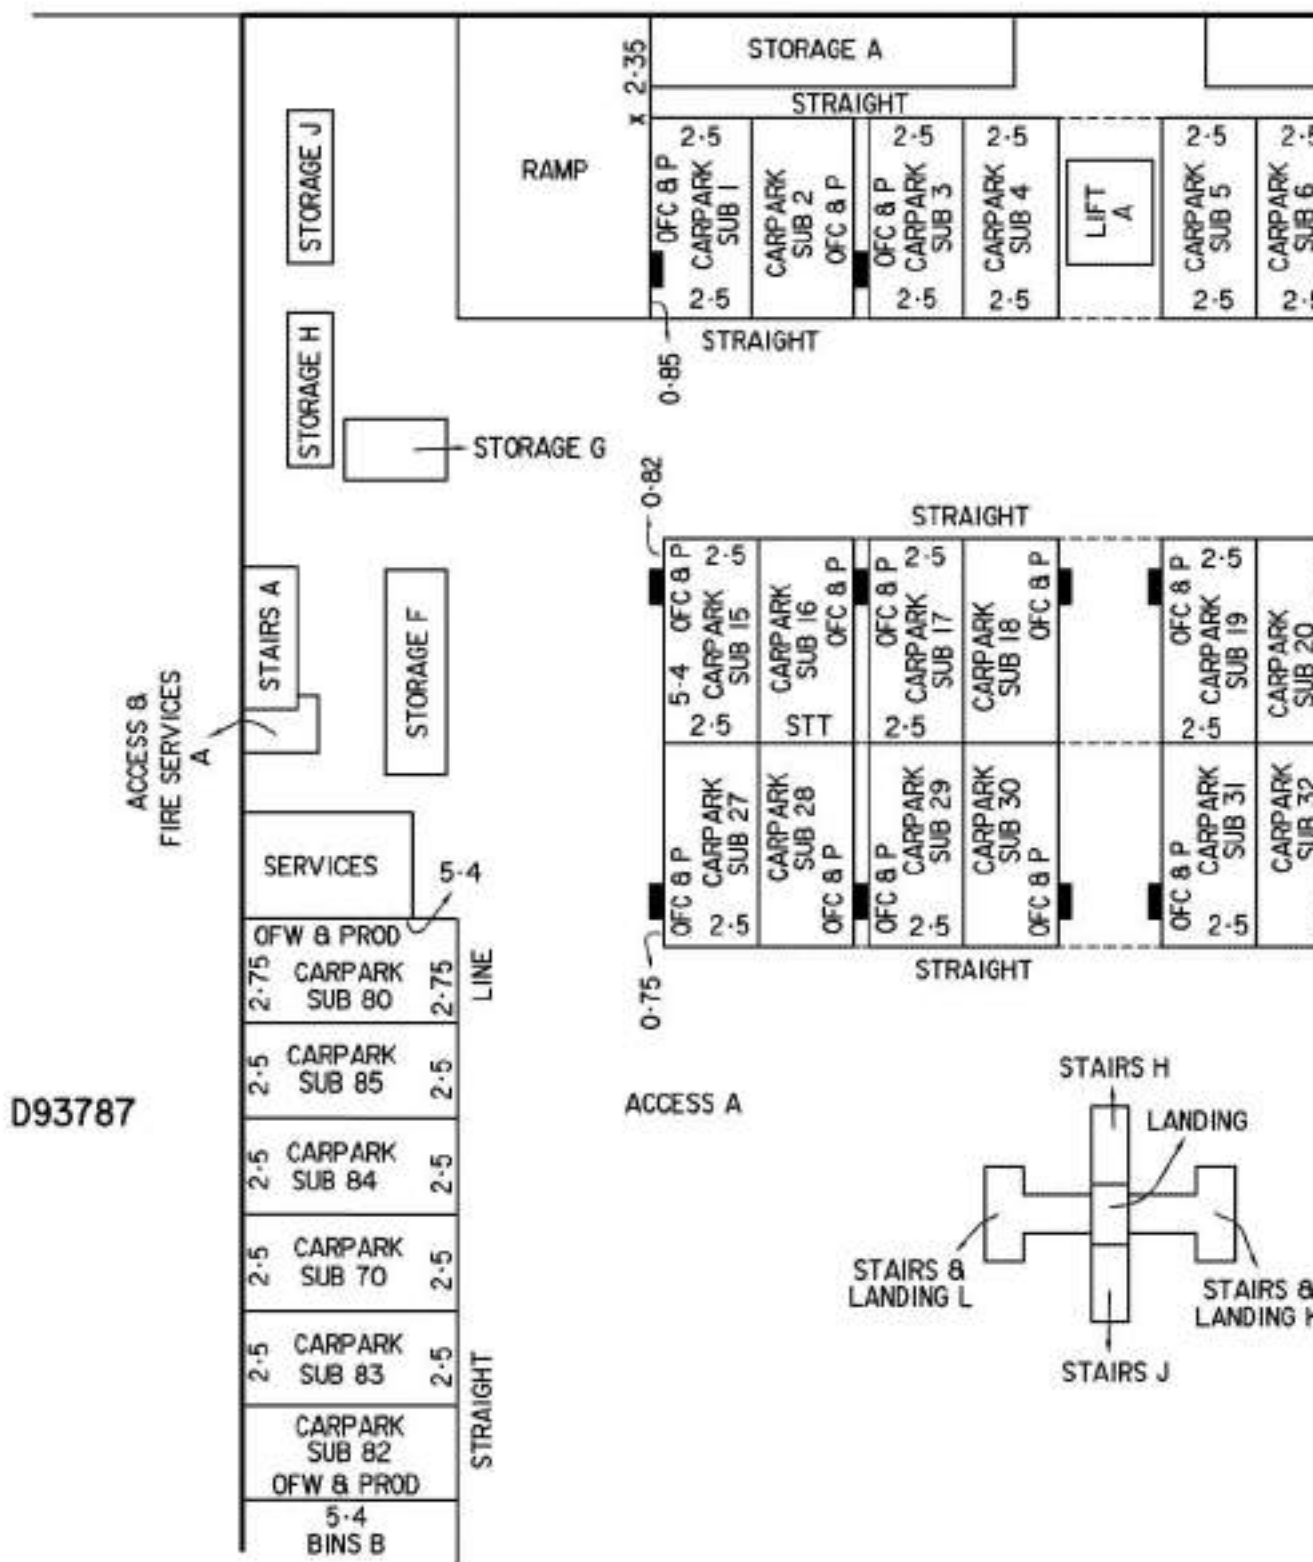 STORAGE A
2·35
STRAIGHT
X
RAMP
STORAGE J
OFC & P
2·5
CARPARK
SUB 1
2·5
CARPARK
SUB 2
OFC & P
OFC & P
2·5
CARPARK
SUB 3
2·5
2·5
CARPARK
SUB 4
2·5
LIFT
A
2·5
CARPARK
SUB 5
2·5
CARPARK
SUB 6
STRAIGHT
0·85
STORAGE H
STORAGE G
0·82
STRAIGHT
STAIRS A
STORAGE F
ACCESS &
FIRE SERVICES
A
OFC & P
5·4
2·5
CARPARK
SUB 15
2·5
CARPARK
SUB 16
OFC & P
STT
OFC & P
2·5
CARPARK
SUB 17
2·5
CARPARK
SUB 18
OFC & P
OFC & P
2·5
CARPARK
SUB 19
2·5
CARPARK
SUB 20
OFC & P
CARPARK
SUB 27
2·5
CARPARK
SUB 28
OFC & P
OFC & P
CARPARK
SUB 29
2·5
CARPARK
SUB 30
OFC & P
OFC & P
CARPARK
SUB 31
2·5
CARPARK
SUB 32
STRAIGHT
0·75
SERVICES
5·4
OFW & PROD
2·75
CARPARK
SUB 80
2·75
LINE
2·5
CARPARK
SUB 85
2·5
D93787
ACCESS A
2·5
CARPARK
SUB 84
2·5
2·5
CARPARK
SUB 70
2·5
2·5
CARPARK
SUB 83
2·5
STRAIGHT
CARPARK
SUB 82
OFW & PROD
5·4
BINS B
STAIRS H
LANDING
STAIRS &
LANDING L
STAIRS &
LANDING
STAIRS J